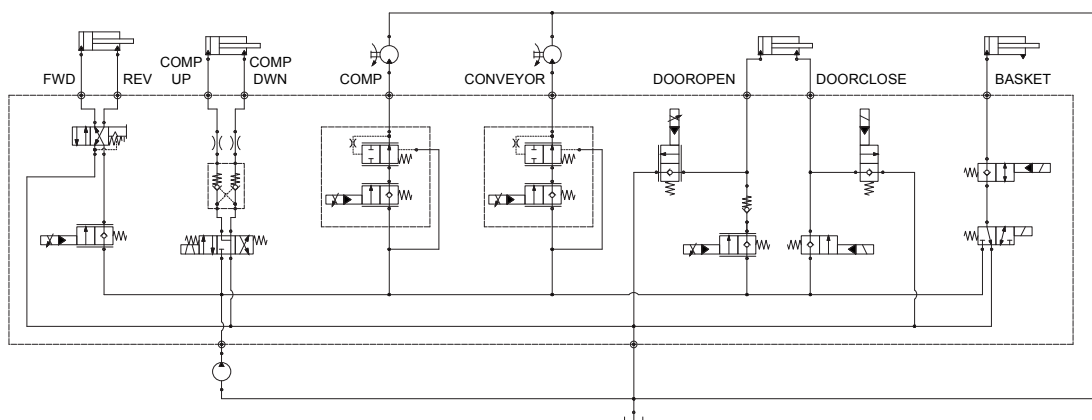 FWD
REV
COMP
UP
COMP
DWN
COMP
CONVEYOR
DOOROPEN
DOORCLOSE
BASKET